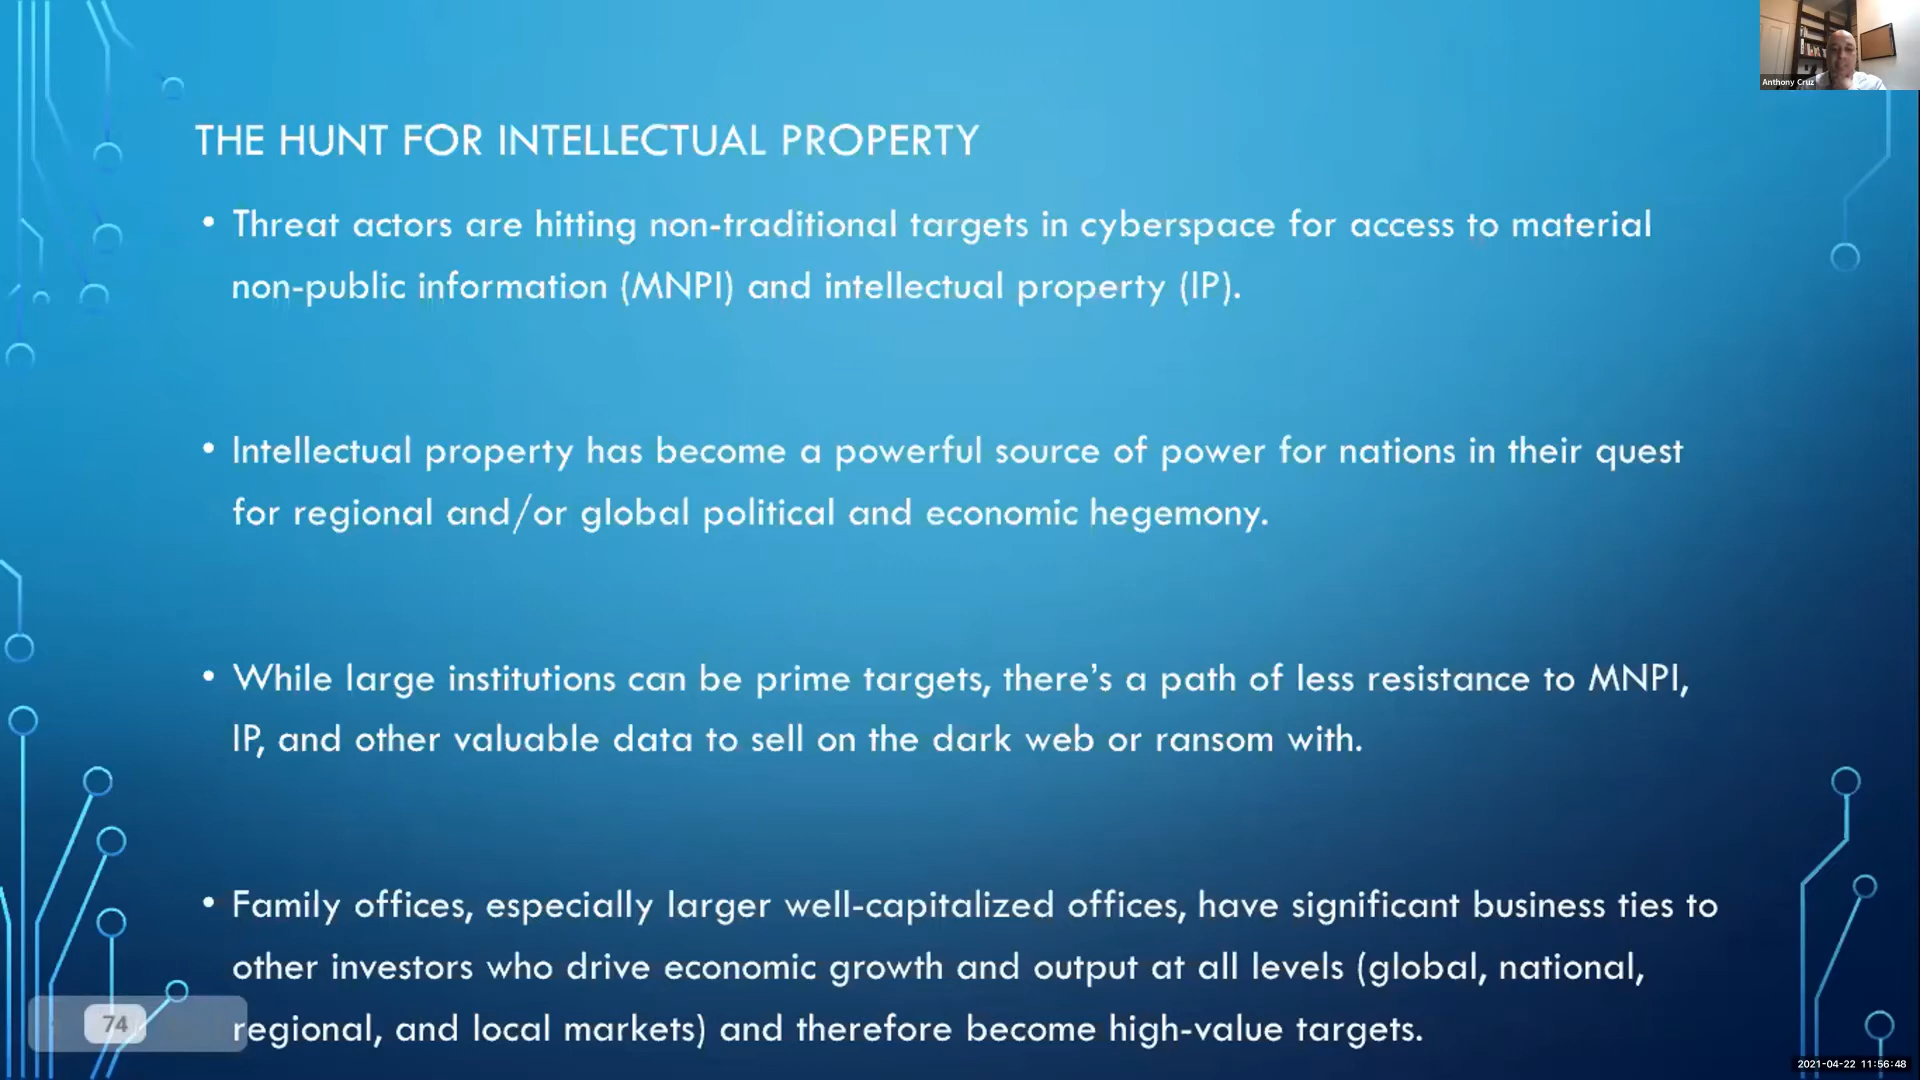 Anthony Cruz
THE HUNT FOR INTELLECTUAL PROPERTY
• Threat actors are hitting non-traditional targets in cyberspace for access to material
non-public information (MNPI) and intellectual property (IP).
• Intellectual property has become a powerful source of power for nations in their quest
for regional and/or global political and economic hegemony.
• While large institutions can be prime targets, there’s a path of less resistance to MNPI,
IP, and other valuable data to sell on the dark web or ransom with.
• Family offices, especially larger well-capitalized offices, have significant business ties to
other investors who drive economic growth and output at all levels (global, national,
regional, and local markets) and therefore become high-value targets.
74
2021-04-22 11:56:48